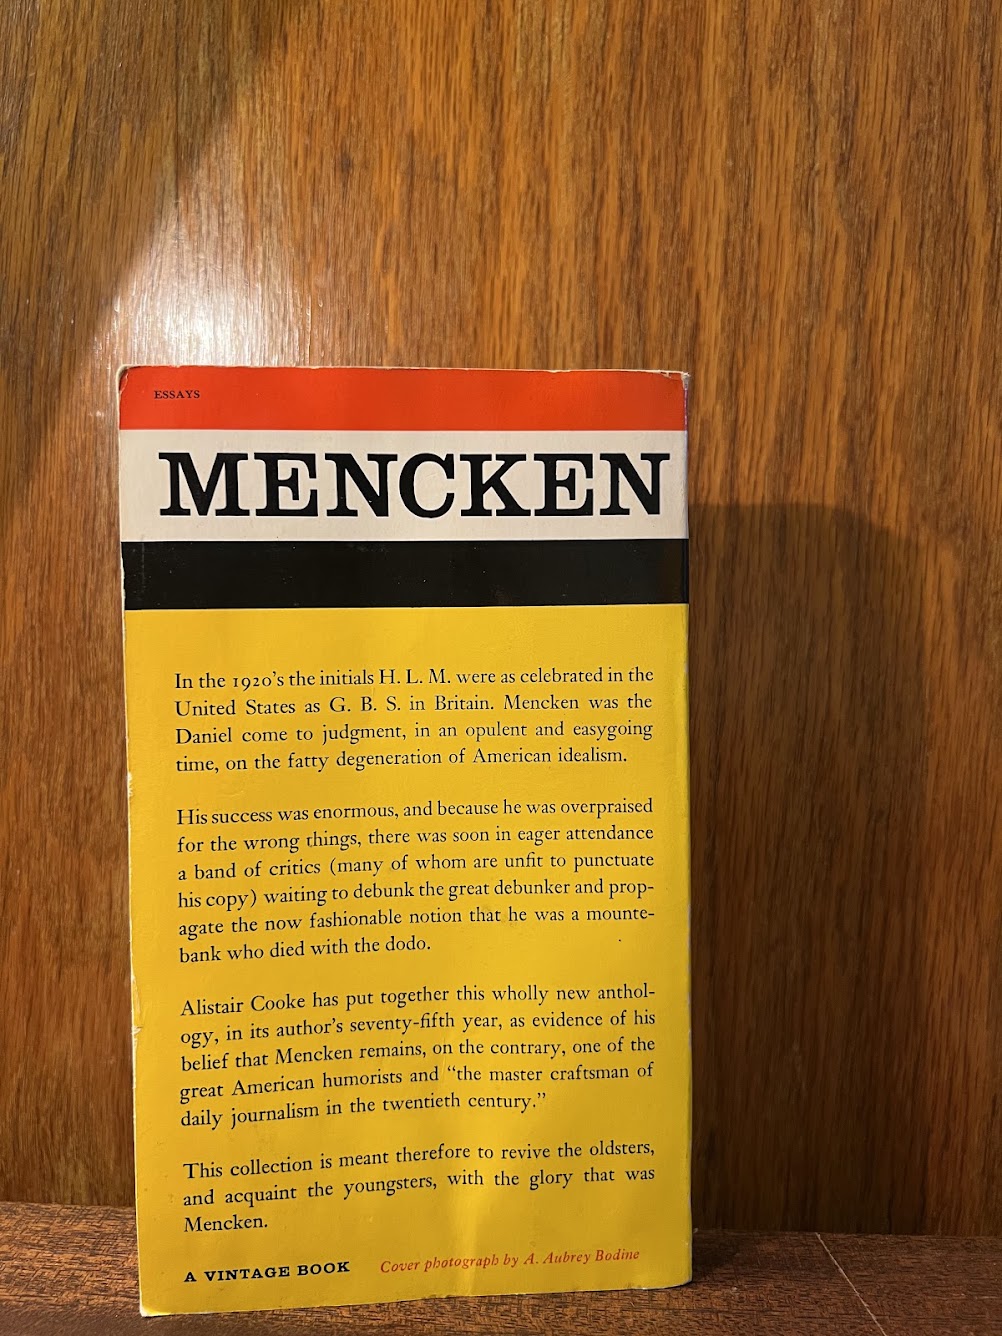 ESSAYS
MENCKEN
In the 1920's the initials H. L. M. were as celebrated in the
United States as G. B. S. in Britain. Mencken was the
Daniel come to judgment, in an opulent and easygoing
time, on the fatty degeneration of American idealism.
His success was enormous, and because he was overpraised
for the wrong things, there was soon in eager attendance
a band of critics (many of whom are unfit to punctuate
his copy) waiting to debunk the great debunker and prop-
agate the now fashionable notion that he was a mounte-
bank who died with the dodo.
Alistair Cooke has put together this wholly new anthol-
ogy, in its author's seventy-fifth year, as evidence of his
belief that Mencken remains, on the contrary, one of the
great American humorists and "the master craftsman of
daily journalism in the twentieth century."
This collection is meant therefore to revive the oldsters,
and acquaint the youngsters, with the glory that was
Mencken.
A VINTAGE BOOK Cover photograph by A. Aubrey Bodine